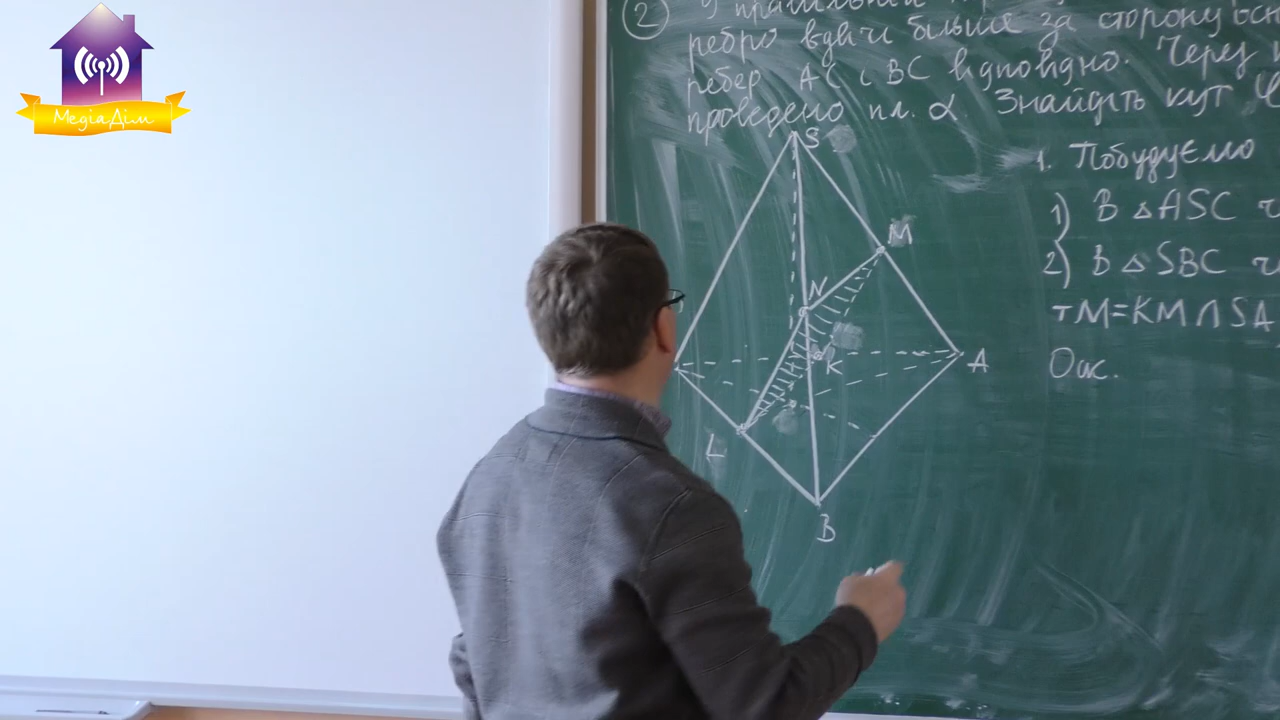 МедіаДім
2
ребро вдвічі більше за сторону осн
ребер AC і BC відповідно. Через
проведено пл. α. Знайдіть кут φ
1. Побудуємо
1) В △ASC ч
2) В △SBC ч
т M=KM∩SA
S
M
N
K
A
L
B